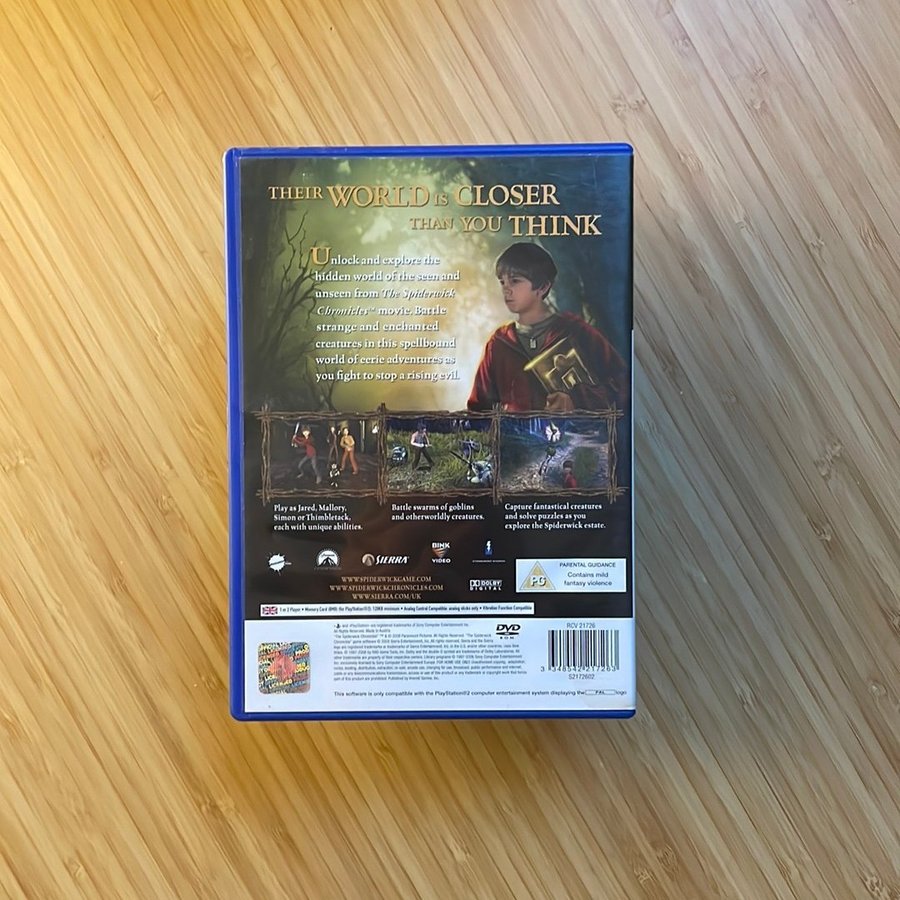 THEIR WORLD IS CLOSER
THAN YOU THINK
Unlock and explore the
hidden world of the seen and
unseen from The Spiderwick
Chronicles™ movie. Battle
strange and enchanted
creatures in this spellbound
world of eerie adventures as
you fight to stop a rising evil.
Play as Jared, Mallory,
Simon or Thimbletack,
each with unique abilities.
Battle swarms of goblins
and otherworldly creatures.
Capture fantastical creatures
and solve puzzles as you
explore the Spiderwick estate.
SIERRA
BINK
VIDEO
WWW.SPIDERWICKGAME.COM
WWW.SPIDERWICKCHRONICLES.COM
WWW.SIERRA.COM/UK
DOLBY
DIGITAL
PG
PARENTAL GUIDANCE
Contains mild
fantasy violence
1 or 2 Player • Memory Card (8MB) (for PlayStation®2): 120KB minimum • Analog Control Compatible: analog sticks only • Vibration Function Compatible
DVD
ROM
RCV 21726
3 348542 217263
S2172602
This software is only compatible with the PlayStation®2 computer entertainment system displaying the PAL logo